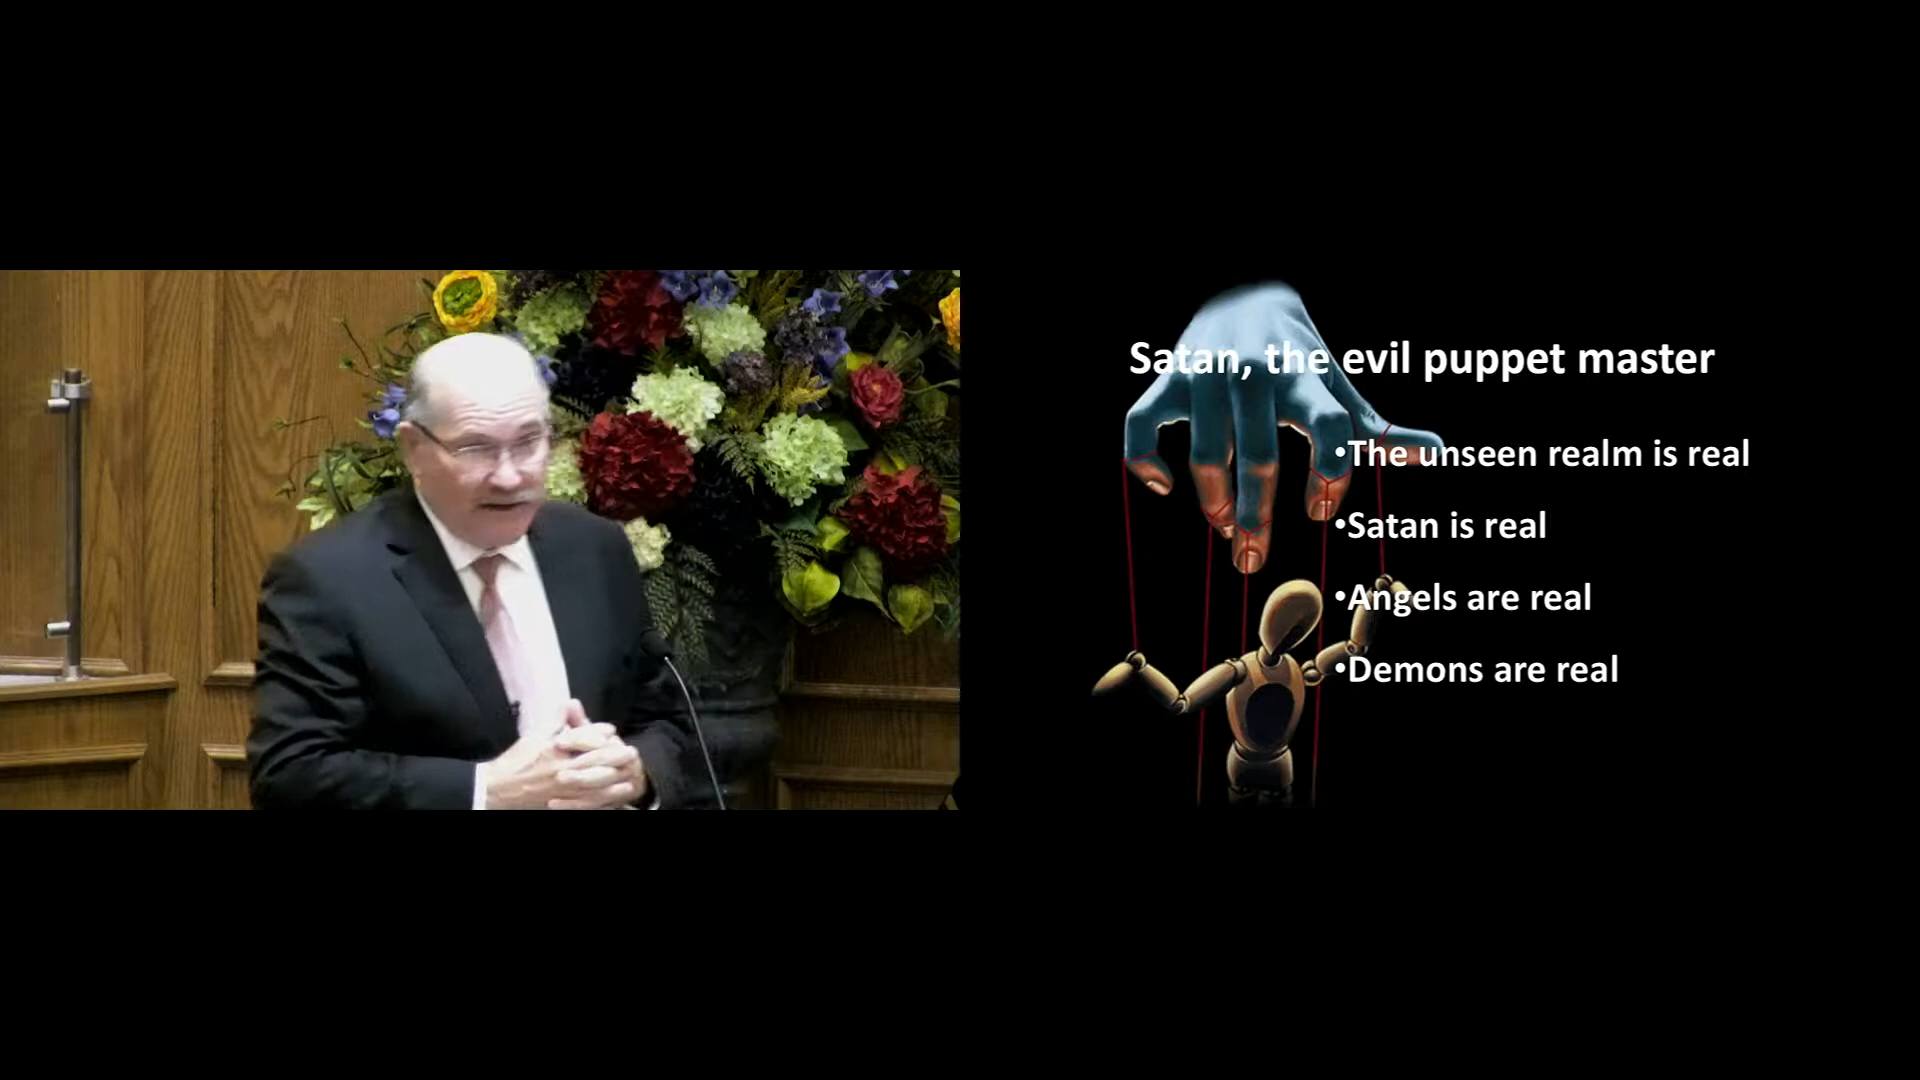 Satan, the evil puppet master
•The unseen realm is real
•Satan is real
•Angels are real
•Demons are real